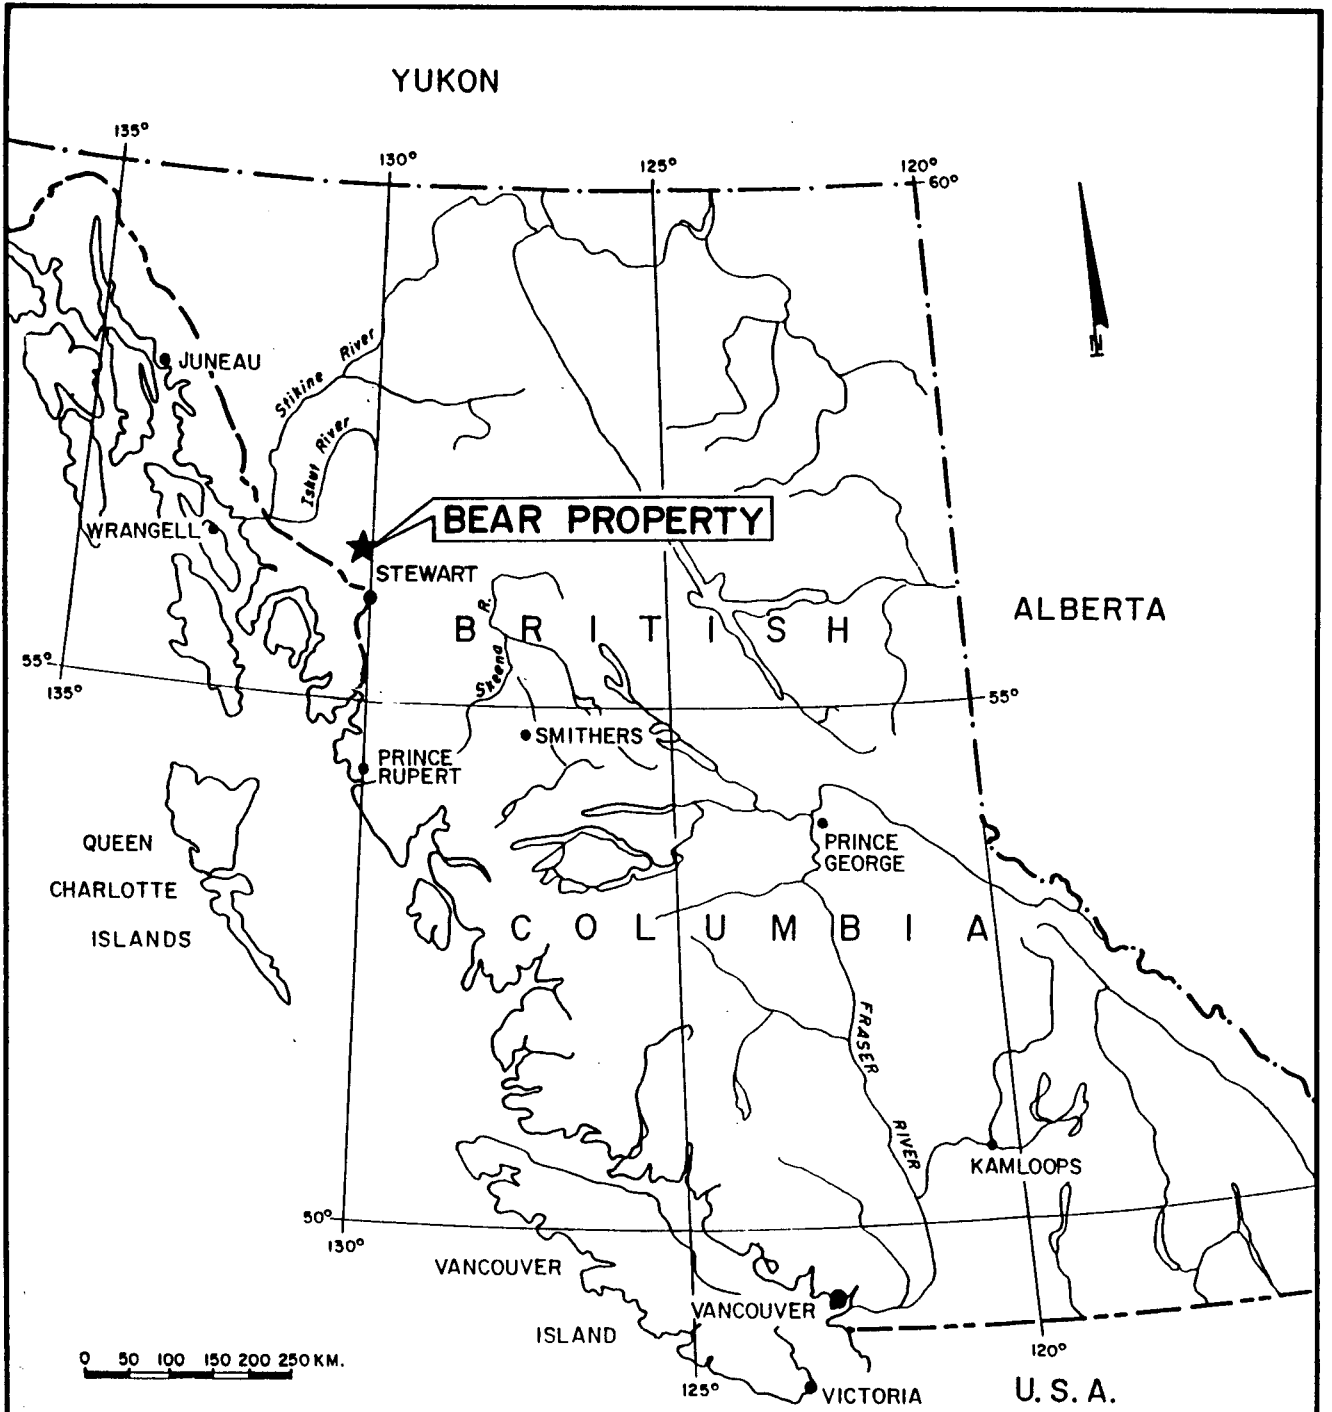 YUKON
135°
130°
125°
120°
60°
N
JUNEAU
Stikine River
Iskut River
WRANGELL
BEAR PROPERTY
STEWART
BRITISH
ALBERTA
Skeena R.
55°
135°
55°
SMITHERS
PRINCE
RUPERT
QUEEN
CHARLOTTE
ISLANDS
PRINCE
GEORGE
COLUMBIA
FRASER
RIVER
KAMLOOPS
50°
130°
VANCOUVER
ISLAND
VANCOUVER
120°
125°
VICTORIA
U.S.A.
0 50 100 150 200 250 KM.